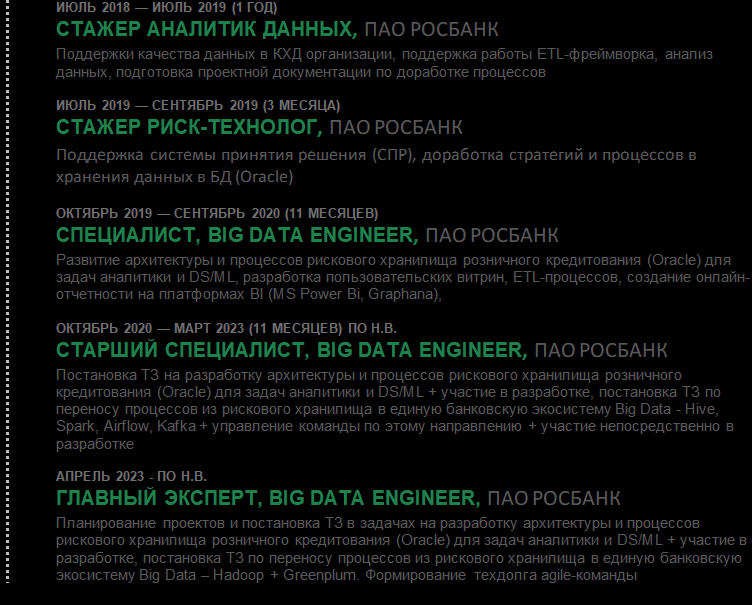 ИЮЛЬ 2018 — ИЮЛЬ 2019 (1 ГОД)
СТАЖЕР АНАЛИТИК ДАННЫХ, ПАО РОСБАНК
Поддержки качества данных в КХД организации, поддержка работы ETL-фреймворка, анализ
данных, подготовка проектной документации по доработке процессов
ИЮЛЬ 2019 — СЕНТЯБРЬ 2019 (3 МЕСЯЦА)
СТАЖЕР РИСК-ТЕХНОЛОГ, ПАО РОСБАНК
Поддержка системы принятия решения (СПР), доработка стратегий и процессов в
хранения данных в БД (Oracle)
ОКТЯБРЬ 2019 — СЕНТЯБРЬ 2020 (11 МЕСЯЦЕВ)
СПЕЦИАЛИСТ, BIG DATA ENGINEER, ПАО РОСБАНК
Развитие архитектуры и процессов рискового хранилища розничного кредитования (Oracle) для
задач аналитики и DS/ML, разработка пользовательских витрин, ETL-процессов, создание онлайн-
отчетности на платформах BI (MS Power Bi, Graphana),
ОКТЯБРЬ 2020 — МАРТ 2023 (11 МЕСЯЦЕВ) ПО Н.В.
СТАРШИЙ СПЕЦИАЛИСТ, BIG DATA ENGINEER, ПАО РОСБАНК
Постановка ТЗ на разработку архитектуры и процессов рискового хранилища розничного
кредитования (Oracle) для задач аналитики и DS/ML + участие в разработке, постановка ТЗ по
переносу процессов из рискового хранилища в единую банковскую экосистему Big Data - Hive,
Spark, Airflow, Kafka + управление команды по этому направлению + участие непосредственно в
разработке
АПРЕЛЬ 2023 - ПО Н.В.
ГЛАВНЫЙ ЭКСПЕРТ, BIG DATA ENGINEER, ПАО РОСБАНК
Планирование проектов и постановка ТЗ в задачах на разработку архитектуры и процессов
рискового хранилища розничного кредитования (Oracle) для задач аналитики и DS/ML + участие в
разработке, постановка ТЗ по переносу процессов из рискового хранилища в единую банковскую
экосистему Big Data – Hadoop + Greenplum. Формирование техдолга agile-команды